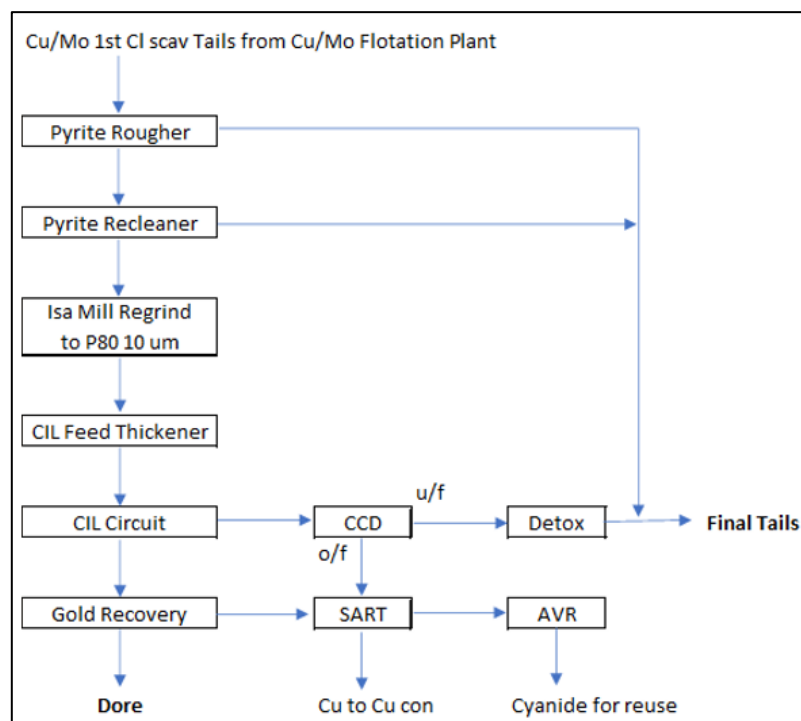 Cu/Mo 1st Cl scav Tails from Cu/Mo Flotation Plant
Pyrite Rougher
Pyrite Recleaner
Isa Mill Regrind
to P80 10 um
CIL Feed Thickener
u/f
CIL Circuit
CCD
Detox
Final Tails
o/f
Gold Recovery
SART
AVR
Dore
Cu to Cu con
Cyanide for reuse